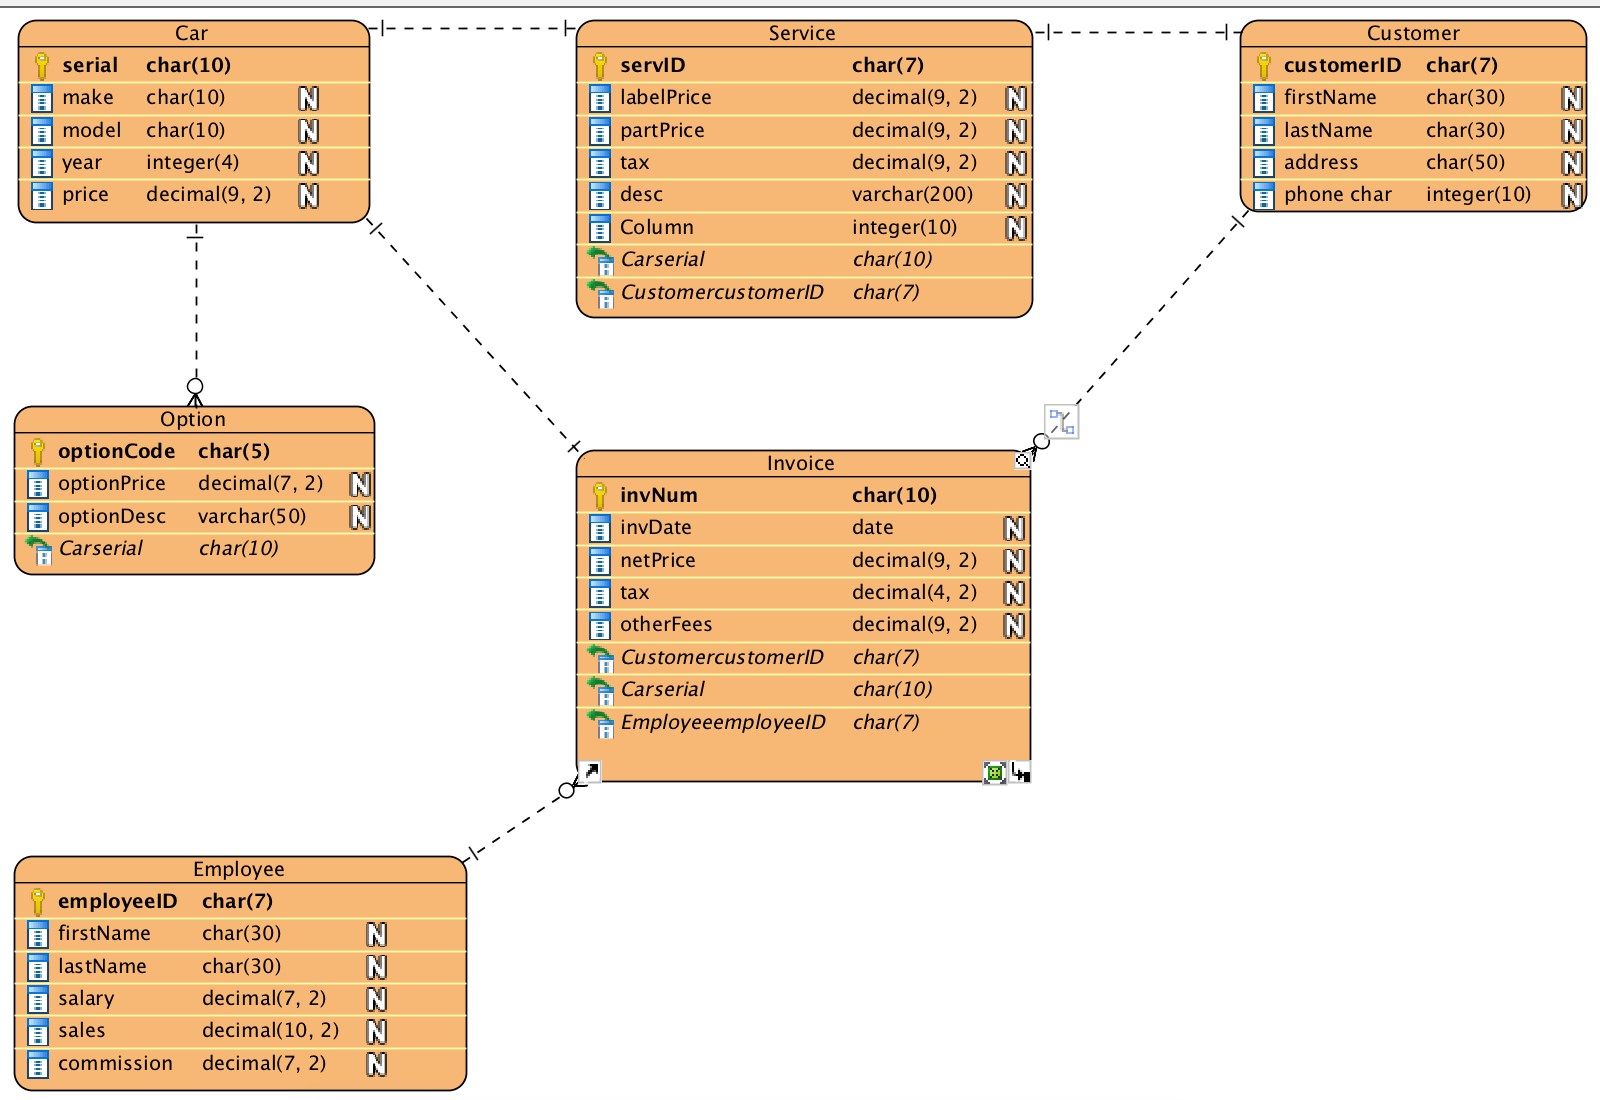 Car
serial char(10)
make char(10) N
model char(10) N
year integer(4) N
price decimal(9, 2) N
Service
servID char(7)
labelPrice decimal(9, 2) N
partPrice decimal(9, 2) N
tax decimal(9, 2) N
desc varchar(200) N
Column integer(10) N
Carserial char(10)
CustomercustomerID char(7)
Customer
customerID char(7)
firstName char(30) N
lastName char(30) N
address char(50) N
phone char integer(10) N
Option
optionCode char(5)
optionPrice decimal(7, 2) N
optionDesc varchar(50) N
Carserial char(10)
Invoice
invNum char(10)
invDate date N
netPrice decimal(9, 2) N
tax decimal(4, 2) N
otherFees decimal(9, 2) N
CustomercustomerID char(7)
Carserial char(10)
EmployeeemployeeID char(7)
Employee
employeeID char(7)
firstName char(30) N
lastName char(30) N
salary decimal(7, 2) N
sales decimal(10, 2) N
commission decimal(7, 2) N